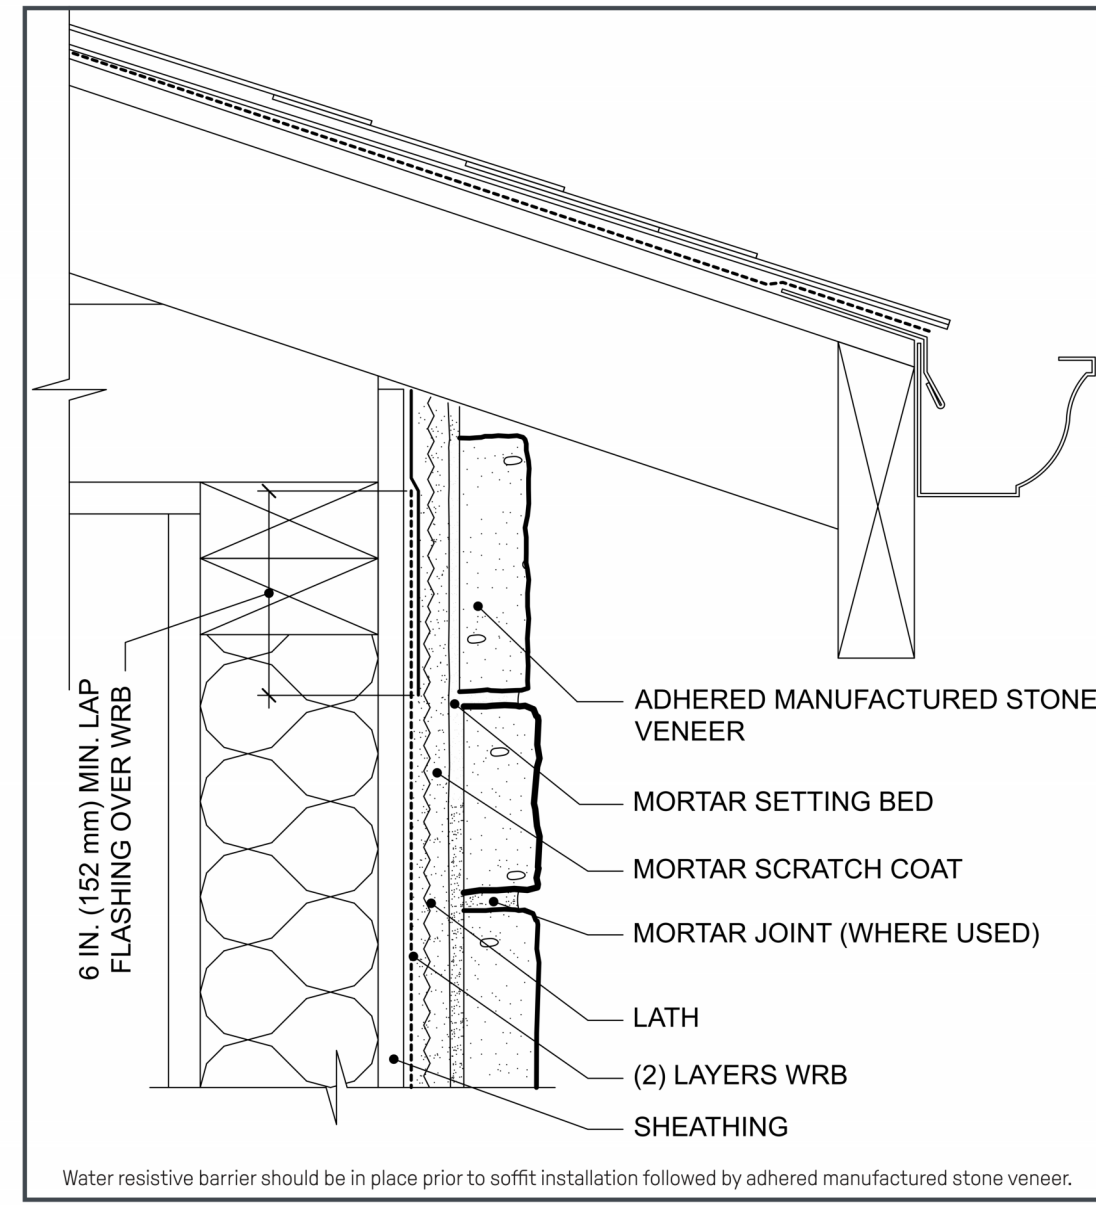 6 IN. (152 mm) MIN. LAP
FLASHING OVER WRB
ADHERED MANUFACTURED STONE
VENEER
MORTAR SETTING BED
MORTAR SCRATCH COAT
MORTAR JOINT (WHERE USED)
LATH
(2) LAYERS WRB
SHEATHING
Water resistive barrier should be in place prior to soffit installation followed by adhered manufactured stone veneer.